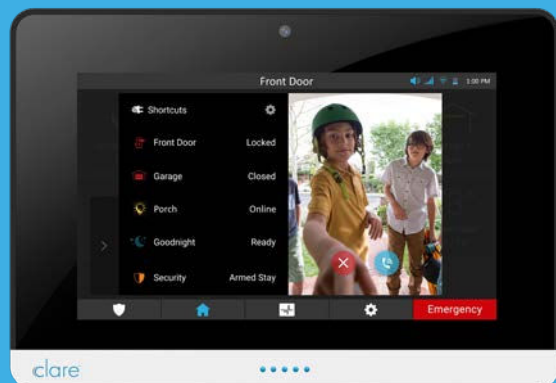 Front Door
3:00 PM
Shortcuts
Front Door Locked
Garage Closed
Porch Online
Goodnight Ready
Security Armed Stay
Emergency
clare